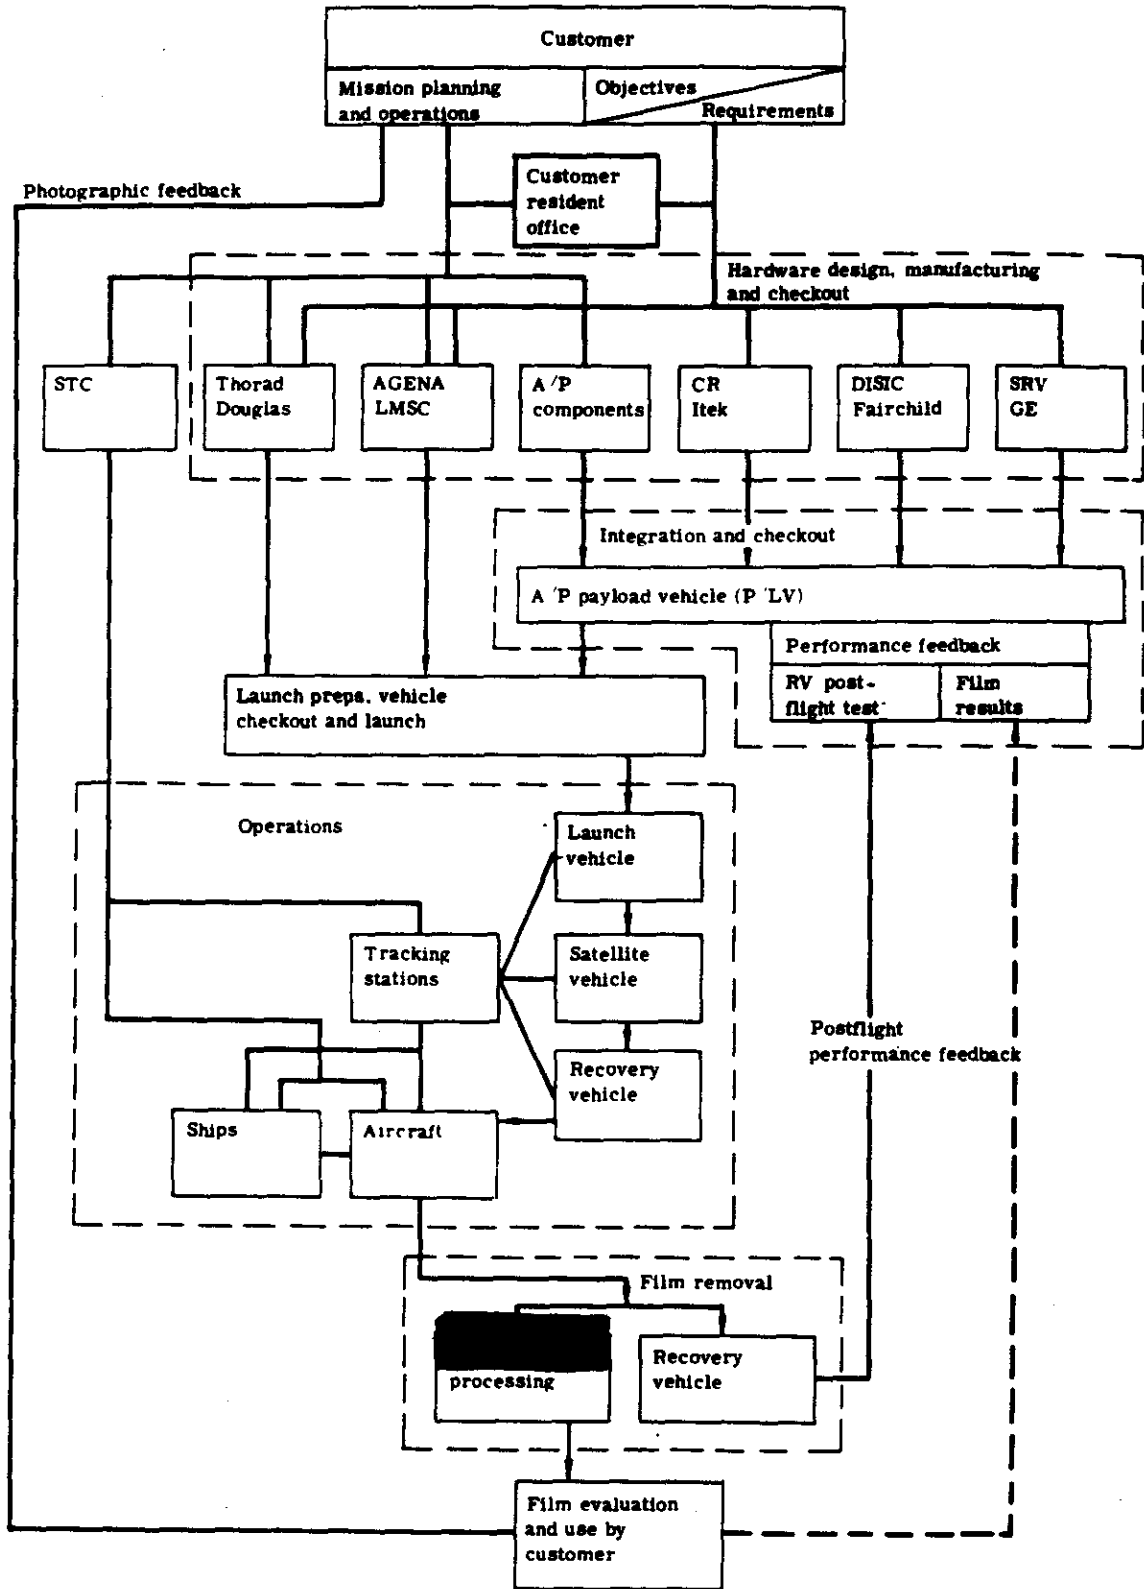 Customer
Mission planning
and operations
Objectives
Requirements
Customer
resident
office
Photographic feedback
Hardware design, manufacturing
and checkout
STC
Thorad
Douglas
AGENA
LMSC
A/P
components
CR
Itek
DISIC
Fairchild
SRV
GE
Integration and checkout
A/P payload vehicle (P/LV)
Performance feedback
RV post-
flight test
Film
results
Launch preps, vehicle
checkout and launch
Operations
Launch
vehicle
Tracking
stations
Satellite
vehicle
Recovery
vehicle
Postflight
performance feedback
Ships
Aircraft
Film removal
processing
Recovery
vehicle
Film evaluation
and use by
customer